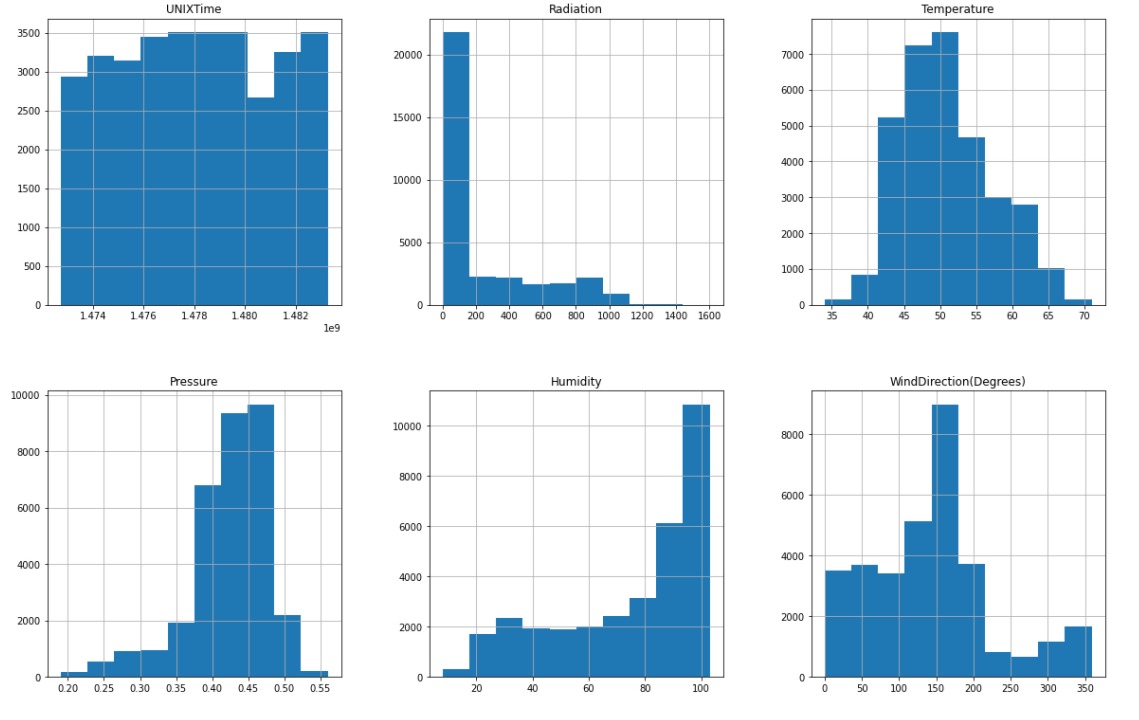 UNIXTime
3500
3000
2500
2000
1500
1000
500
0
1.474 1.476 1.478 1.480 1.482
1e9
Radiation
20000
15000
10000
5000
0
0 200 400 600 800 1000 1200 1400 1600
Temperature
7000
6000
5000
4000
3000
2000
1000
0
35 40 45 50 55 60 65 70
Pressure
10000
8000
6000
4000
2000
0
0.20 0.25 0.30 0.35 0.40 0.45 0.50 0.55
Humidity
10000
8000
6000
4000
2000
0
20 40 60 80 100
WindDirection(Degrees)
8000
6000
4000
2000
0
0 50 100 150 200 250 300 350